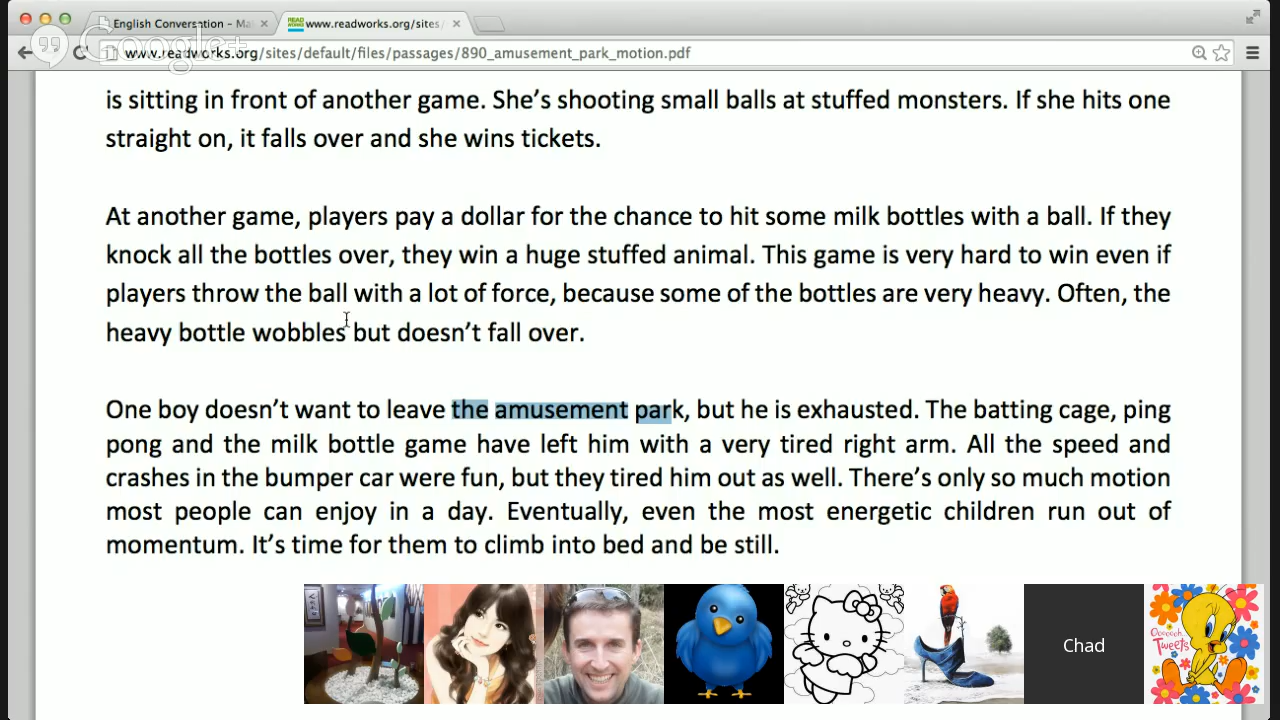 English Conversation - Ma
READ
WORKS
www.readworks.org/sites/
Google+
www.readworks.org/sites/default/files/passages/890_amusement_park_motion.pdf
is sitting in front of another game. She’s shooting small balls at stuffed monsters. If she hits one
straight on, it falls over and she wins tickets.
At another game, players pay a dollar for the chance to hit some milk bottles with a ball. If they
knock all the bottles over, they win a huge stuffed animal. This game is very hard to win even if
players throw the ball with a lot of force, because some of the bottles are very heavy. Often, the
heavy bottle wobbles but doesn’t fall over.
One boy doesn’t want to leave the amusement park, but he is exhausted. The batting cage, ping
pong and the milk bottle game have left him with a very tired right arm. All the speed and
crashes in the bumper car were fun, but they tired him out as well. There’s only so much motion
most people can enjoy in a day. Eventually, even the most energetic children run out of
momentum. It’s time for them to climb into bed and be still.
Chad
Ooooooh
Tweets